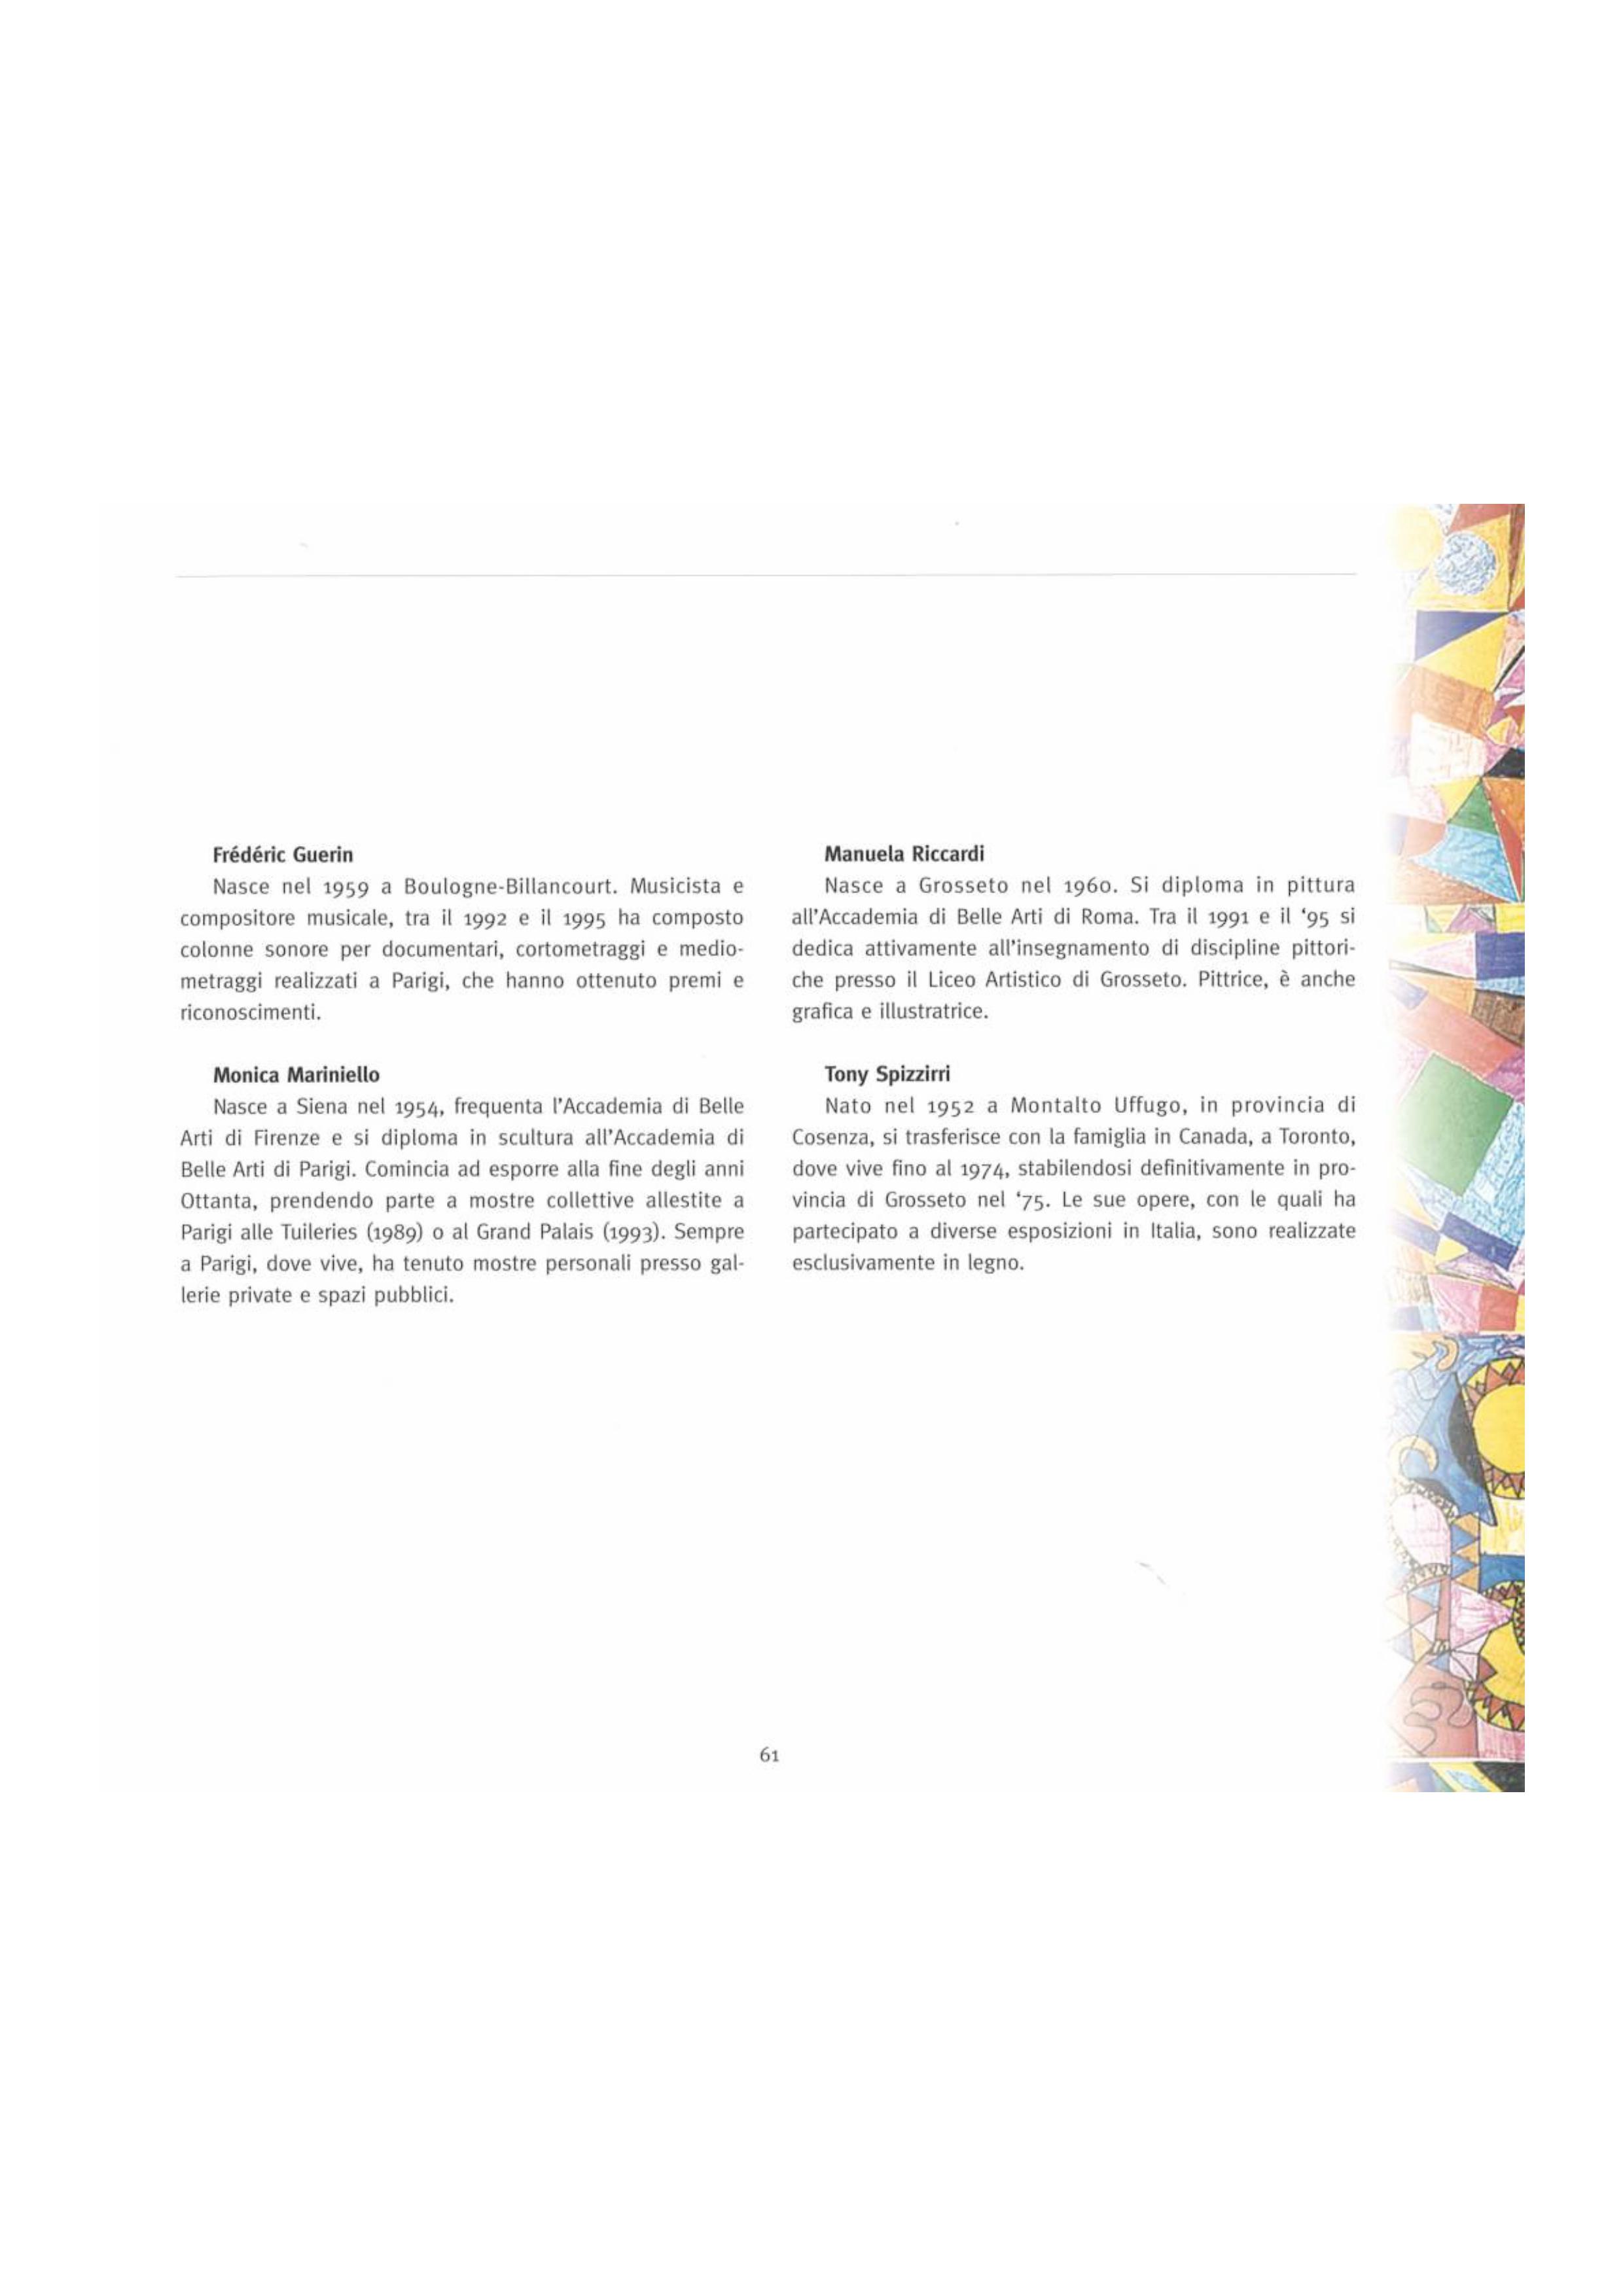 Frédéric Guerin
Nasce nel 1959 a Boulogne-Billancourt. Musicista e
compositore musicale, tra il 1992 e il 1995 ha composto
colonne sonore per documentari, cortometraggi e medio-
metraggi realizzati a Parigi, che hanno ottenuto premi e
riconoscimenti.
Monica Mariniello
Nasce a Siena nel 1954, frequenta l'Accademia di Belle
Arti di Firenze e si diploma in scultura all'Accademia di
Belle Arti di Parigi. Comincia ad esporre alla fine degli anni
Ottanta, prendendo parte a mostre collettive allestite a
Parigi alle Tuileries (1989) o al Grand Palais (1993). Sempre
a Parigi, dove vive, ha tenuto mostre personali presso gal-
lerie private e spazi pubblici.
Manuela Riccardi
Nasce a Grosseto nel 1960. Si diploma in pittura
all'Accademia di Belle Arti di Roma. Tra il 1991 e il '95 si
dedica attivamente all'insegnamento di discipline pittori-
che presso il Liceo Artistico di Grosseto. Pittrice, è anche
grafica e illustratrice.
Tony Spizzirri
Nato nel 1952 a Montalto Uffugo, in provincia di
Cosenza, si trasferisce con la famiglia in Canada, a Toronto,
dove vive fino al 1974, stabilendosi definitivamente in pro-
vincia di Grosseto nel '75. Le sue opere, con le quali ha
partecipato a diverse esposizioni in Italia, sono realizzate
esclusivamente in legno.
61